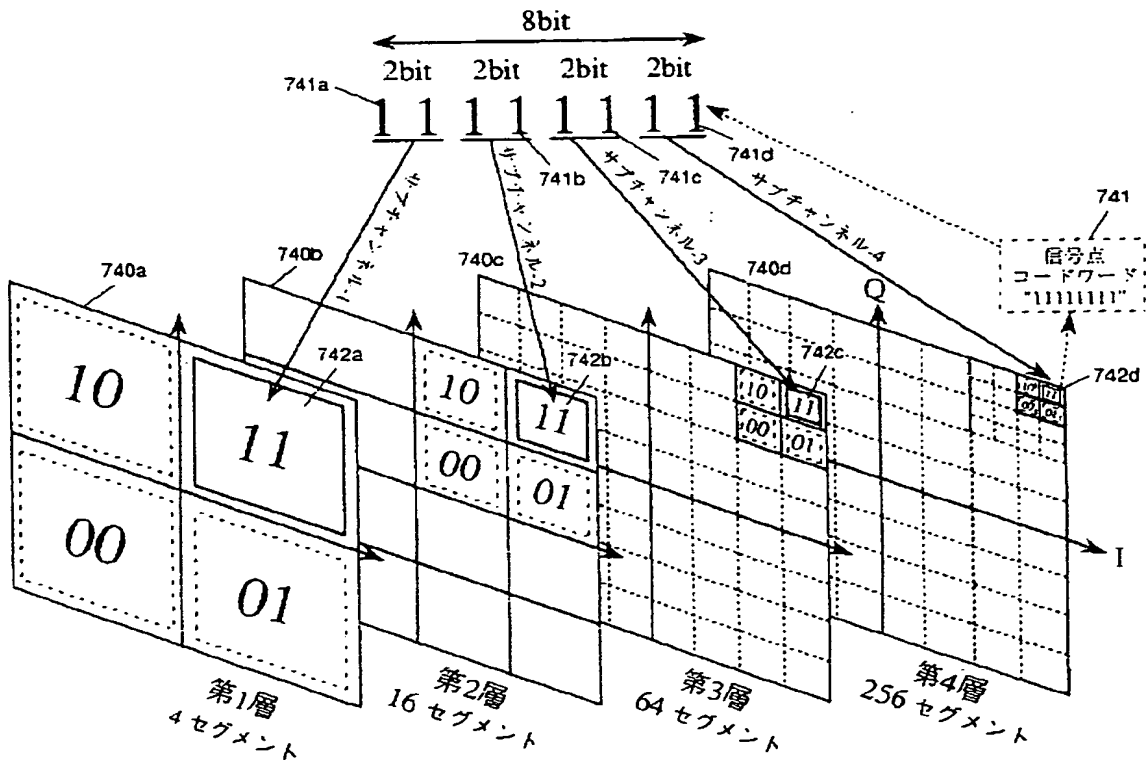 8bit
2bit 2bit 2bit 2bit
741a
1 1 1 1 1 1 1 1
741b
741c
741d
サブチャンネル-1
サブチャンネル-2
サブチャンネル-3
サブチャンネル-4
741
信号点
コードワード
"11111111"
740a
740b
740c
740d
Q
I
742a
742b
742c
742d
10
11
00
01
10
11
00
01
10
11
00
01
10
11
00
01
第1層
4 セグメント
第2層
16 セグメント
第3層
64 セグメント
第4層
256 セグメント